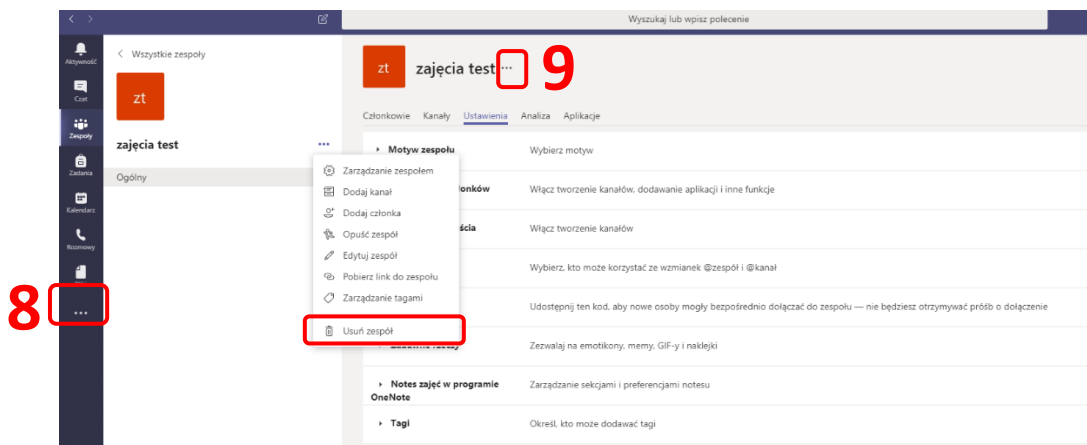 Wyszukaj lub wpisz polecenie
Aktywność
Czat
Zespoły
Zadania
Kalendarz
Rozmowy
8
Wszystkie zespoły
zt
zajęcia test
Ogólny
Zarządzanie zespołem
Dodaj kanał
Dodaj członka
Opuść zespół
Edytuj zespół
Pobierz link do zespołu
Zarządzanie tagami
Usuń zespół
zt
zajęcia test
9
Członkowie Kanały Ustawienia Analiza Aplikacje
Motyw zespołu Wybierz motyw
onków Włącz tworzenie kanałów, dodawanie aplikacji i inne funkcje
ścia Włącz tworzenie kanałów
Wybierz, kto może korzystać ze wzmianek @zespół i @kanał
Udostępnij ten kod, aby nowe osoby mogły bezpośrednio dołączać do zespołu — nie będziesz otrzymywać próśb o dołączenie
Zezwalaj na emotikony, memy, GIF-y i naklejki
Notes zajęć w programie Zarządzanie sekcjami i preferencjami notesu
OneNote
Tagi Określ, kto może dodawać tagi